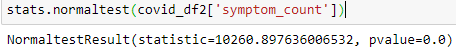 stats.normaltest(covid_df2['symptom_count'])
NormaltestResult(statistic=10260.897636006532, pvalue=0.0)